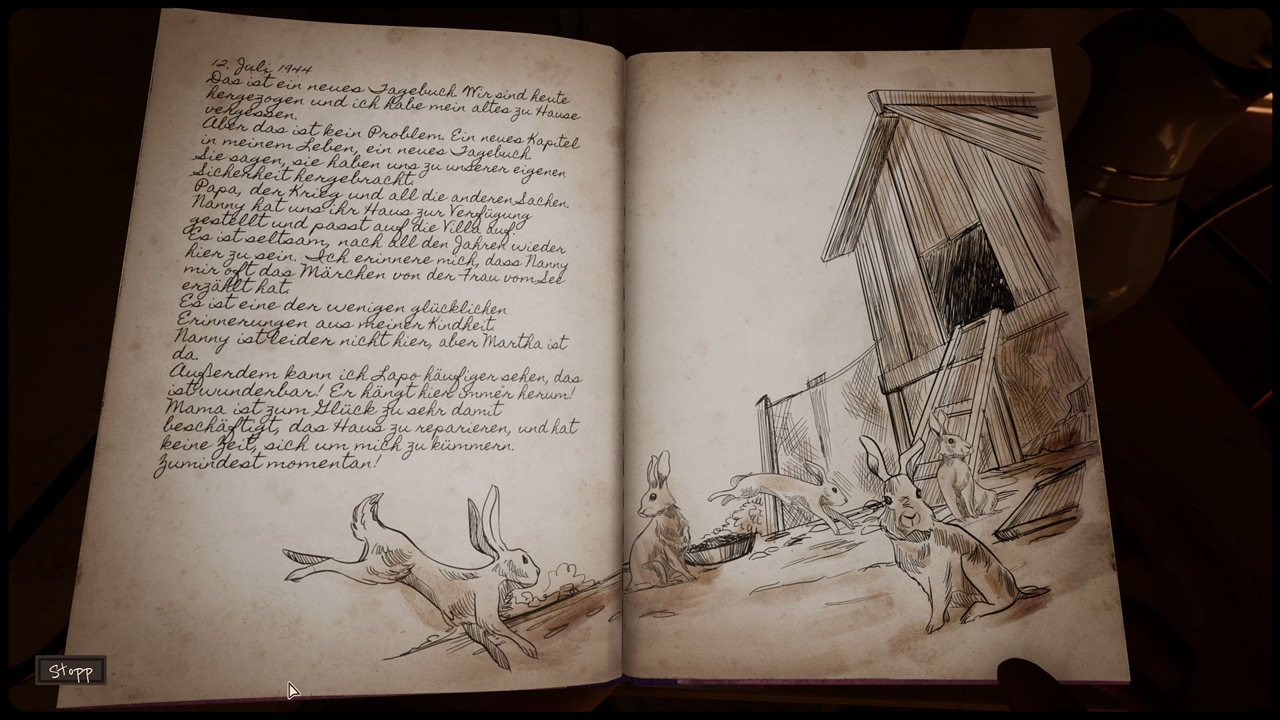 12. Juli 1944
Das ist ein neues Tagebuch. Wir sind heute
hergezogen und ich habe mein altes zu Hause
vergessen.
Aber das ist kein Problem. Ein neues Kapitel
in meinem Leben, ein neues Tagebuch.
Sie sagen, sie haben uns zu unserer eigenen
Sicherheit hergebracht.
Papa, der Krieg und all die anderen Sachen.
Nanny hat uns ihr Haus zur Verfügung
gestellt und passt auf die Villa auf.
Es ist seltsam, nach all den Jahren wieder
hier zu sein. Ich erinnere mich, dass Nanny
mir oft das Märchen von der Frau vom See
erzählt hat.
Es ist eine der wenigen glücklichen
Erinnerungen aus meiner Kindheit.
Nanny ist leider nicht hier, aber Martha ist
da.
Außerdem kann ich Lapo häufiger sehen, das
ist wunderbar! Er hängt hier immer herum!
Mama ist zum Glück zu sehr damit
beschäftigt, das Haus zu reparieren, und hat
keine Zeit, sich um mich zu kümmern.
Zumindest momentan!
Stopp